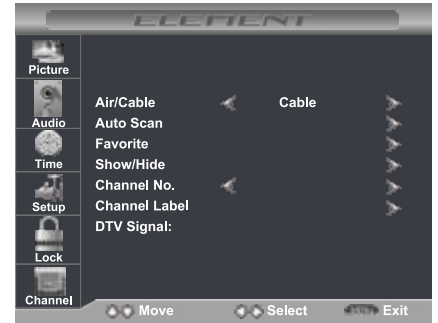 ELEMENT
Picture
Audio
Time
Setup
Lock
Channel
Air/Cable Cable
Auto Scan
Favorite
Show/Hide
Channel No.
Channel Label
DTV Signal:
Move Select Exit